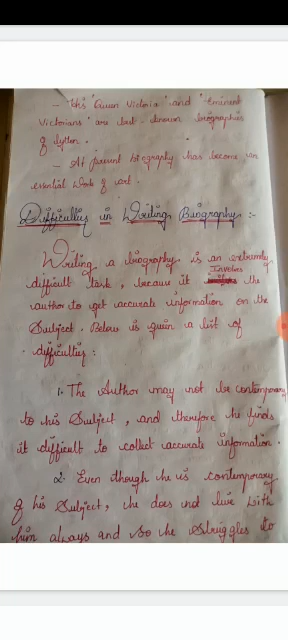 - His 'Queen Victoria' and 'Eminent
Victorians' are best known biographies
of Lytton.
- At present biography has become an
essential work of art.
Difficulties in Writing Biography :-
Writing a biography is an extremely
difficult task, because it Involves the
author to get accurate information on the
Subject. Below is given a list of
difficulties :
1. The Author may not be contemporary
to his Subject, and therefore he finds
it difficult to collect accurate information.
2. Even though he is contemporary
of his Subject, he does not live with
him always and so he struggles to